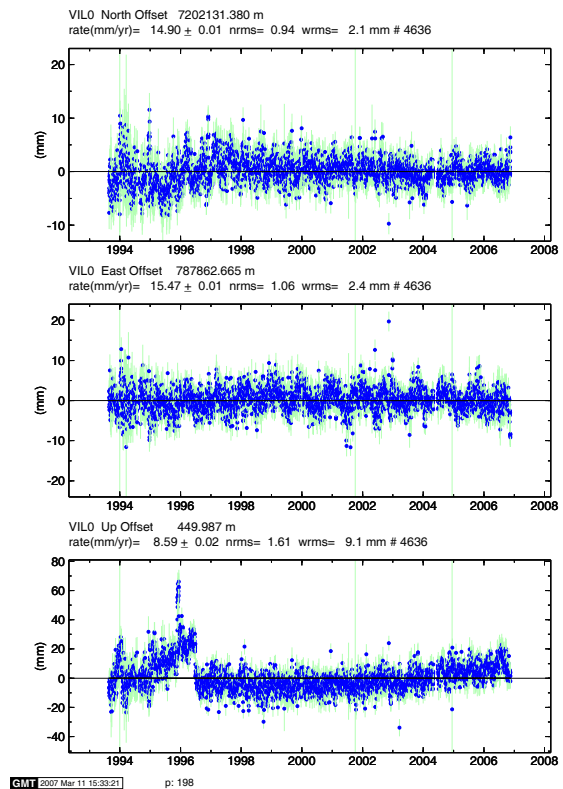 VIL0 North Offset 7202131.380 m
rate(mm/yr)= 14.90 ± 0.01 nrms= 0.94 wrms= 2.1 mm # 4636
20
10
0
-10
(mm)
1994 1996 1998 2000 2002 2004 2006 2008
VIL0 East Offset 787862.665 m
rate(mm/yr)= 15.47 ± 0.01 nrms= 1.06 wrms= 2.4 mm # 4636
20
10
0
-10
-20
(mm)
1994 1996 1998 2000 2002 2004 2006 2008
VIL0 Up Offset 449.987 m
rate(mm/yr)= 8.59 ± 0.02 nrms= 1.61 wrms= 9.1 mm # 4636
80
60
40
20
0
-20
-40
(mm)
1994 1996 1998 2000 2002 2004 2006 2008
GMT 2007 Mar 11 15:33:21 p: 198